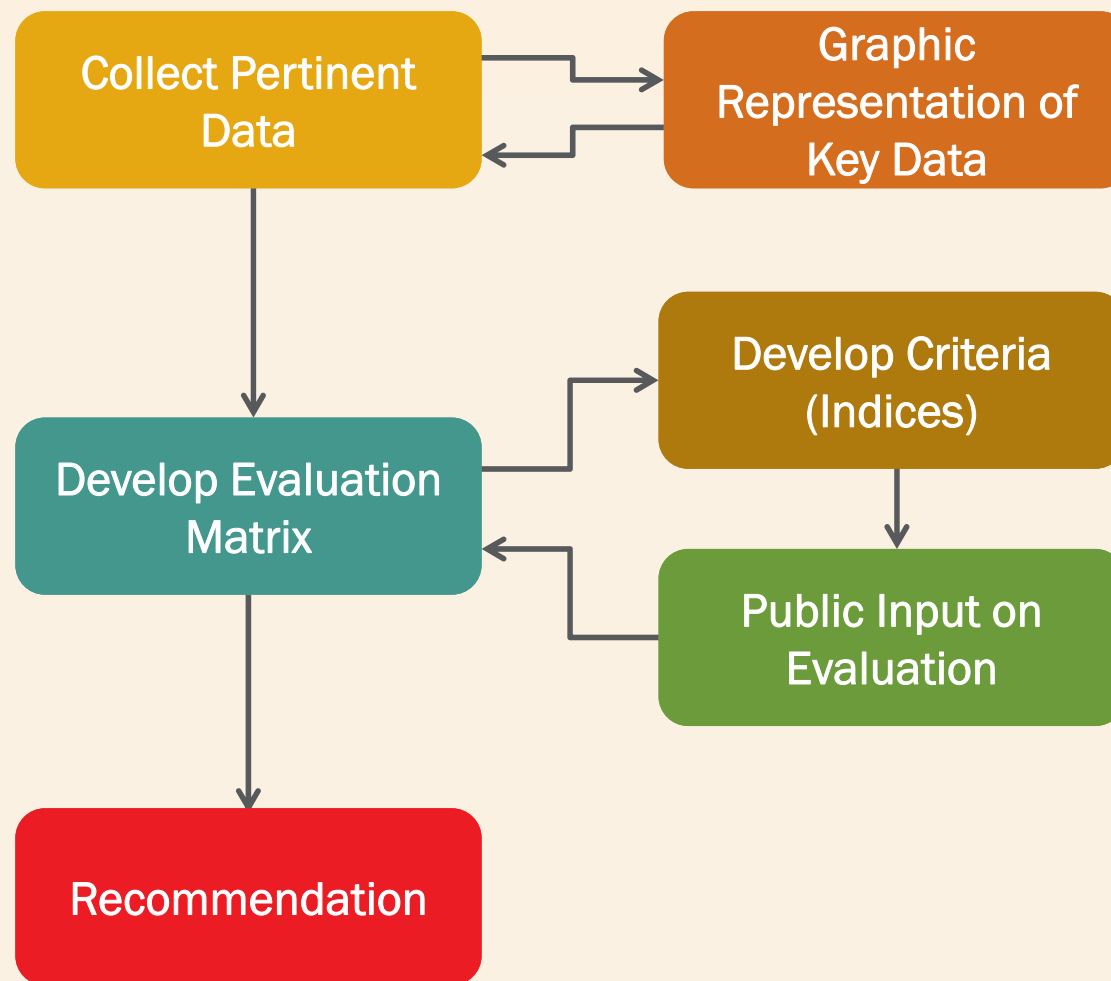 Collect Pertinent
Data
Graphic
Representation of
Key Data
Develop Criteria
(Indices)
Develop Evaluation
Matrix
Public Input on
Evaluation
Recommendation